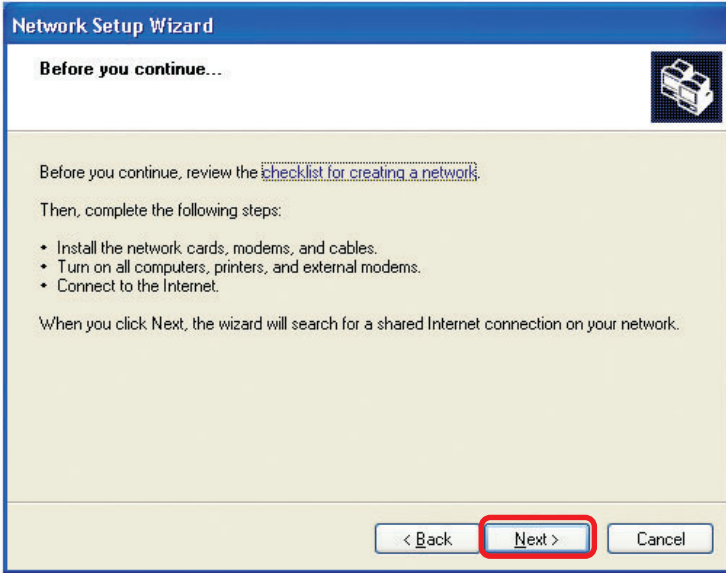 Network Setup Wizard
Before you continue...
Before you continue, review the checklist for creating a network.
Then, complete the following steps:
• Install the network cards, modems, and cables.
• Turn on all computers, printers, and external modems.
• Connect to the Internet.
When you click Next, the wizard will search for a shared Internet connection on your network.
< Back Next > Cancel